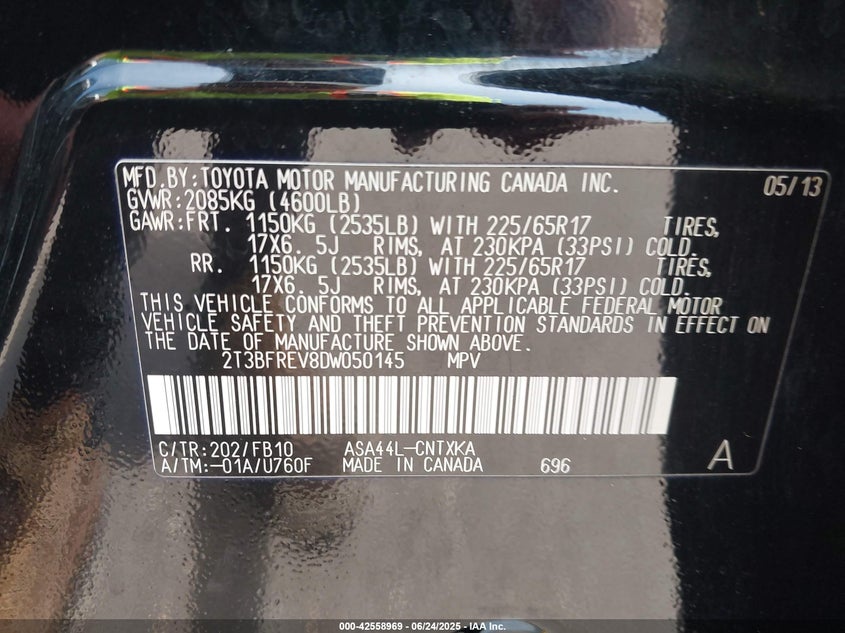 MFD.BY:TOYOTA MOTOR MANUFACTURING CANADA INC. 05/13
GVWR:2085KG (4600LB)
GAWR:FRT. 1150KG (2535LB) WITH 225/65R17 TIRES,
17X6. 5J RIMS, AT 230KPA (33PSI) COLD.
RR. 1150KG (2535LB) WITH 225/65R17 TIRES,
17X6. 5J RIMS, AT 230KPA (33PSI) COLD.
THIS VEHICLE CONFORMS TO ALL APPLICABLE FEDERAL MOTOR
VEHICLE SAFETY AND THEFT PREVENTION STANDARDS IN EFFECT ON
THE DATE OF MANUFACTURE SHOWN ABOVE.
2T3BFREV8DW050145 MPV
C/TR:202/FB10 ASA44L-CNTXKA
A/TM:-01A/U760F MADE IN CANADA 696 A
000-42558969 - 06/24/2025 - IAA Inc.